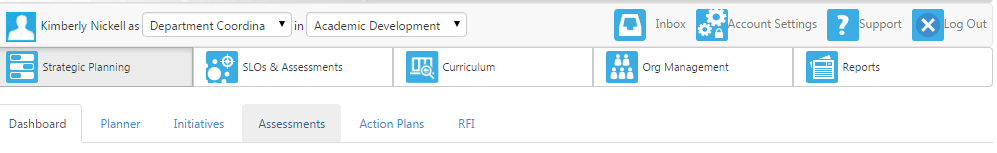 Kimberly Nickell as Department Coordina in Academic Development Inbox Account Settings Support Log Out
Strategic Planning SLOs & Assessments Curriculum Org Management Reports
Dashboard Planner Initiatives Assessments Action Plans RFI